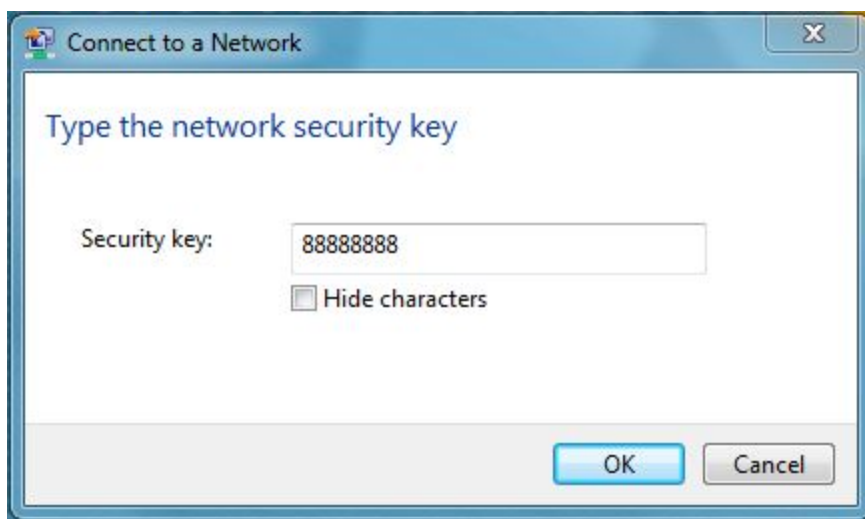 Connect to a Network
Type the network security key
Security key: 88888888
Hide characters
OK Cancel